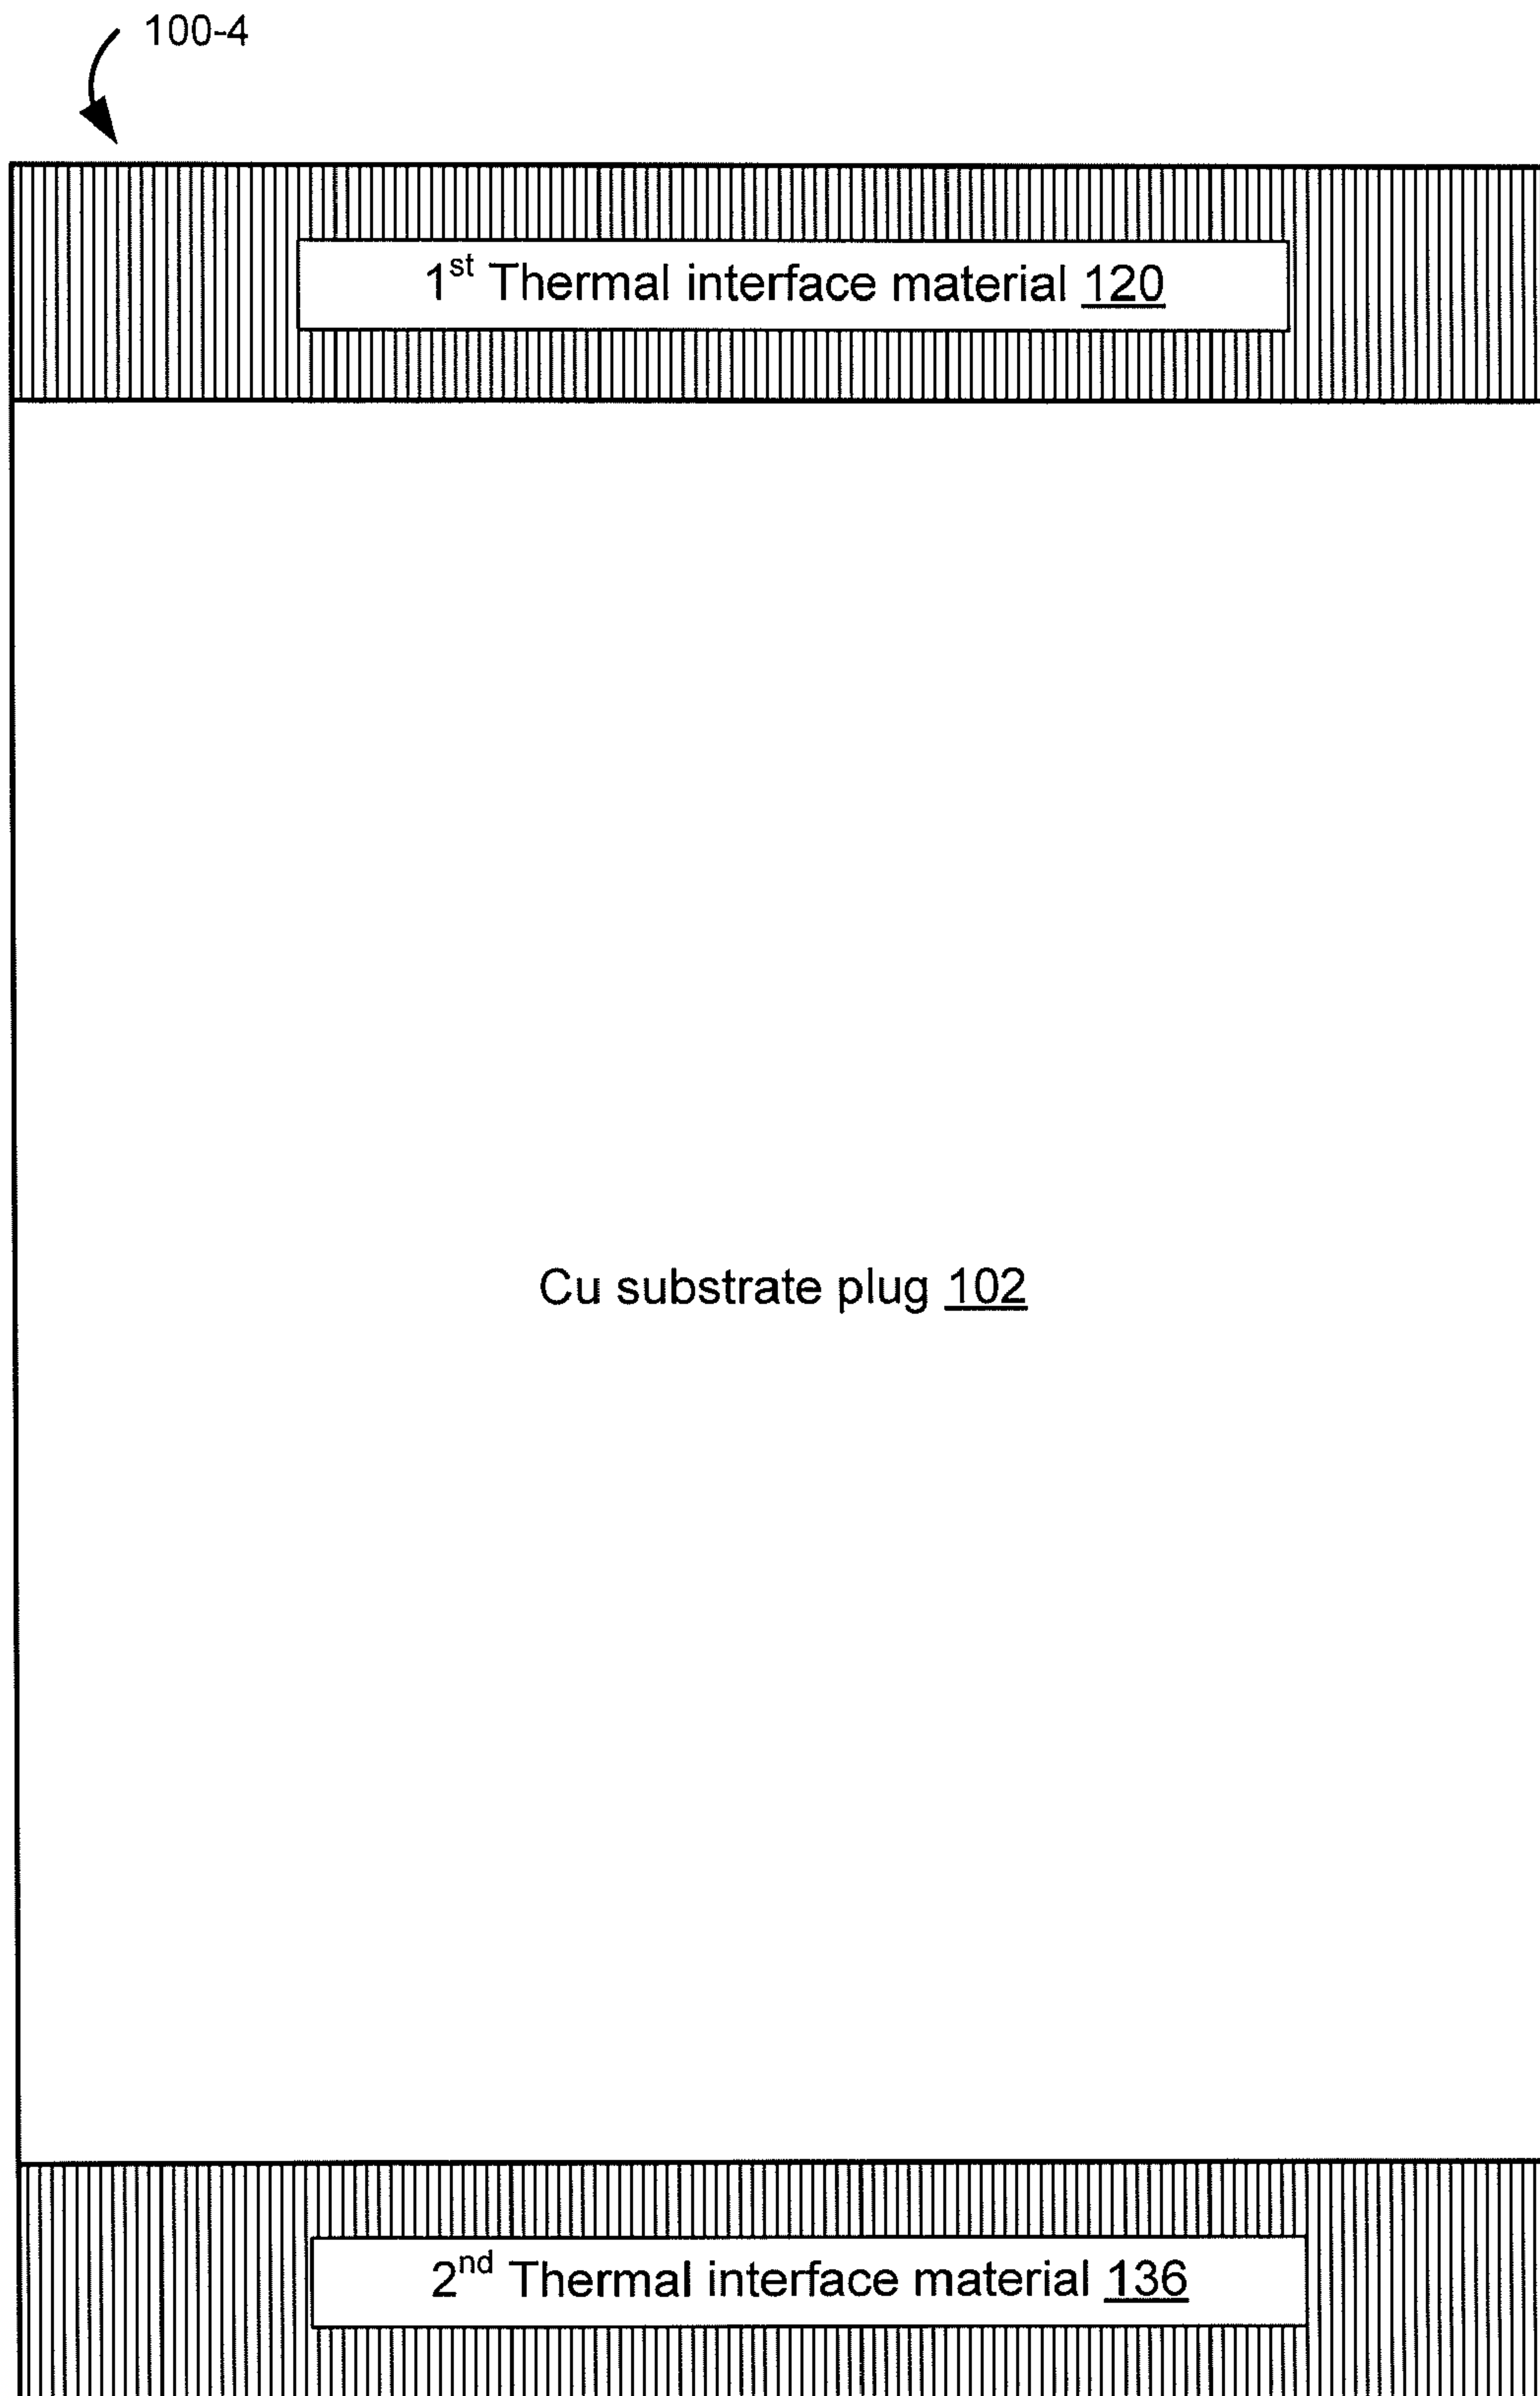 100-4
1st Thermal interface material 120
Cu substrate plug 102
2nd Thermal interface material 136